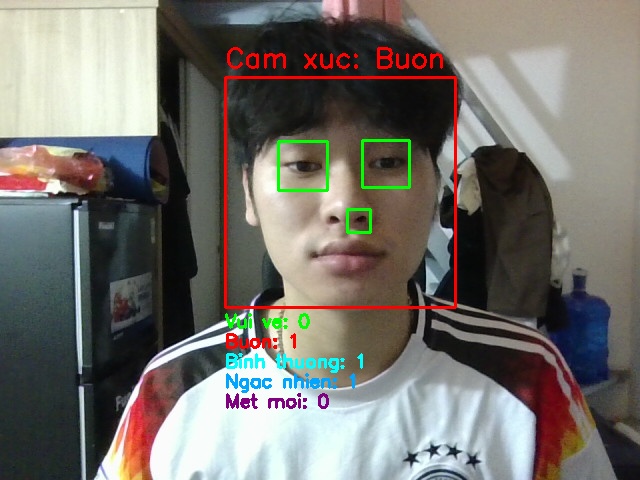 Cam xuc: Buon
Vui ve: 0
Buon: 1
Binh thuong: 1
Ngac nhien: 1
Met moi: 0